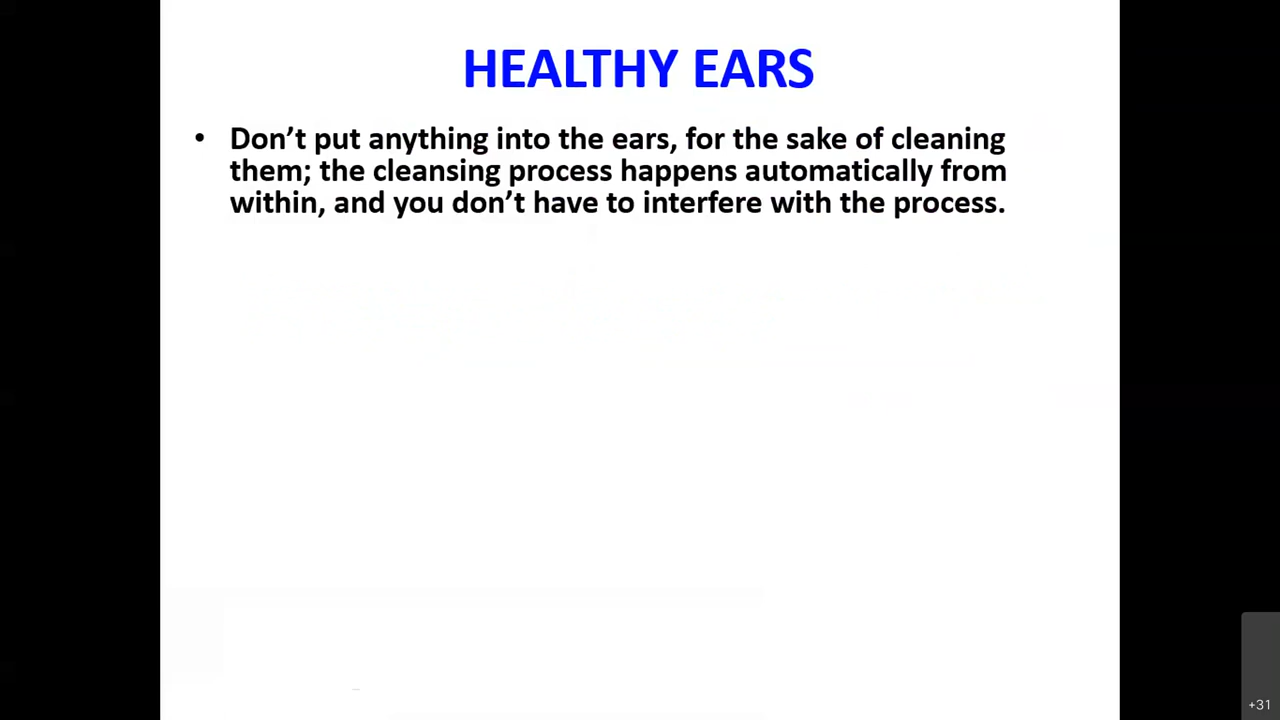 HEALTHY EARS
• Don’t put anything into the ears, for the sake of cleaning
them; the cleansing process happens automatically from
within, and you don’t have to interfere with the process.
+31